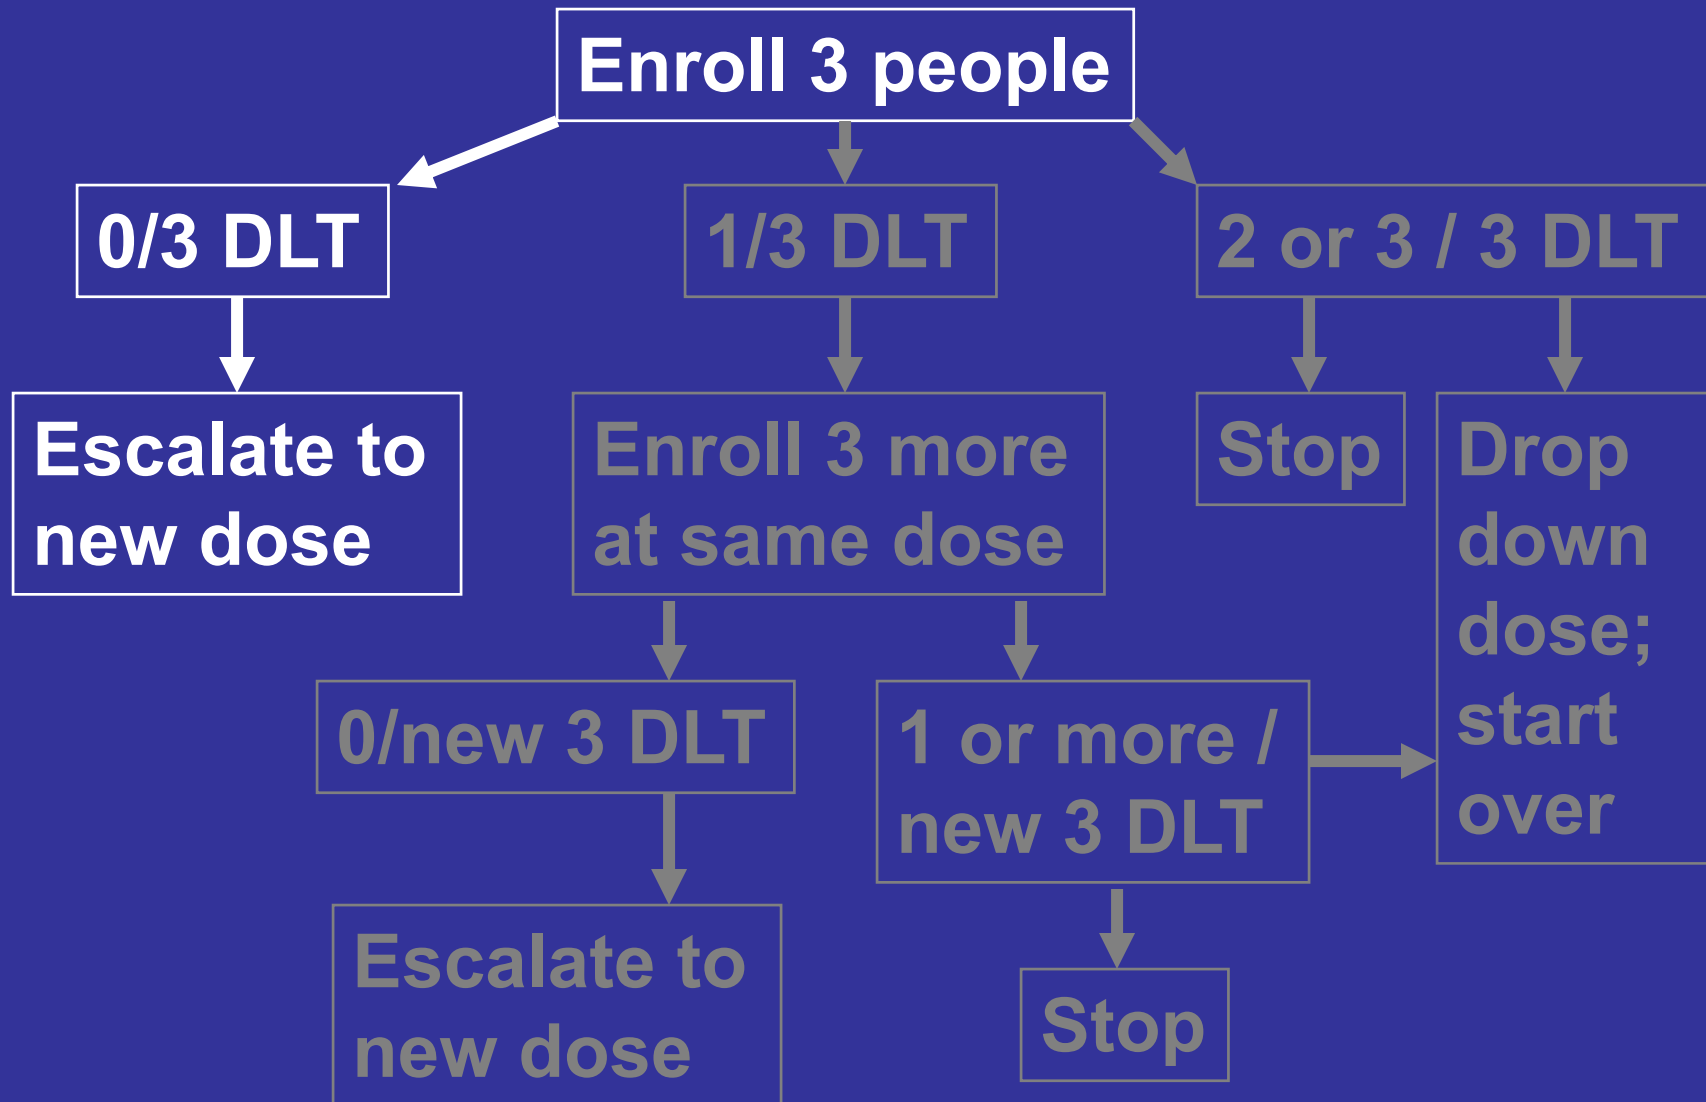 Enroll 3 people
0/3 DLT
1/3 DLT
2 or 3 / 3 DLT
Escalate to
new dose
Enroll 3 more
at same dose
Stop
Drop
down
dose;
start
over
0/new 3 DLT
1 or more /
new 3 DLT
Escalate to
new dose
Stop